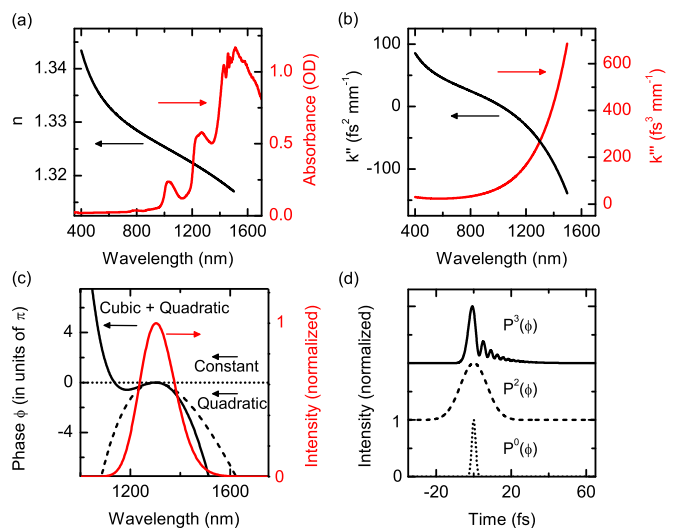 (a)
n
1.34
1.33
1.32
1.0
0.5
0.0
Absorbance (OD)
400
800
1200
1600
Wavelength (nm)
(b)
k'' (fs² mm⁻¹)
100
0
-100
600
400
200
0
k''' (fs³ mm⁻¹)
400
800
1200
1600
Wavelength (nm)
(c)
Phase ϕ (in units of π)
4
0
-4
Cubic + Quadratic
Constant
Quadratic
1
0
Intensity (normalized)
1200
1600
Wavelength (nm)
(d)
Intensity (normalized)
1
0
P³(ϕ)
P²(ϕ)
P⁰(ϕ)
-20
0
20
60
Time (fs)